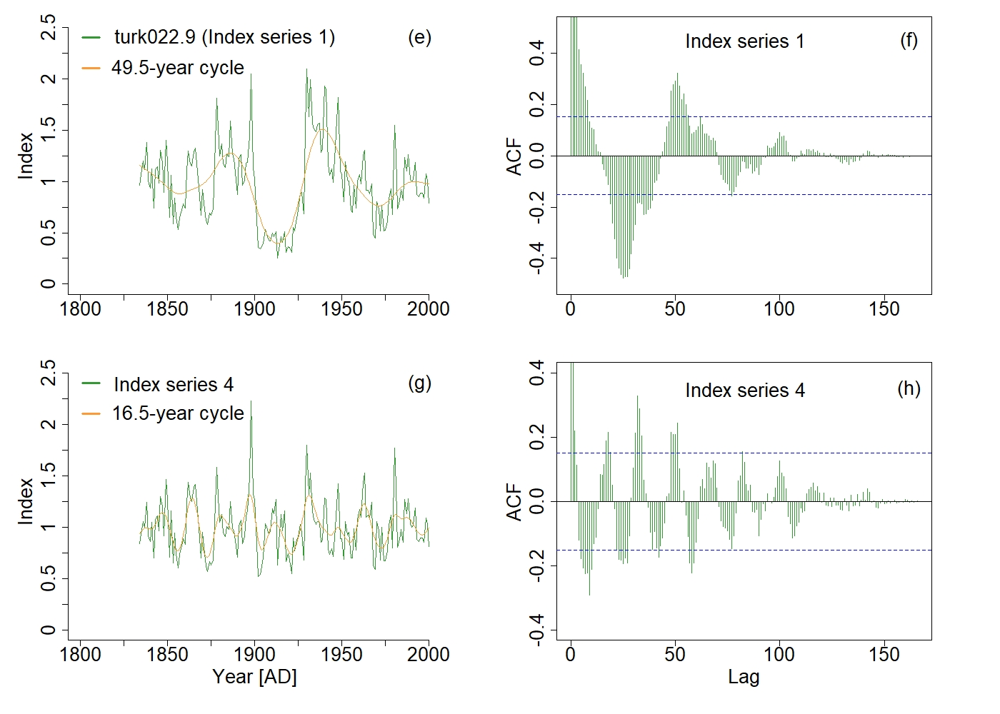 turk022.9 (Index series 1)
49.5-year cycle
(e)
2.5
2
1.5
1
0.5
0
Index
1800 1850 1900 1950 2000
Index series 1
(f)
0.4
0.2
0.0
-0.2
-0.4
ACF
0 50 100 150
Index series 4
16.5-year cycle
(g)
2.5
2
1.5
1
0.5
0
Index
1800 1850 1900 1950 2000
Year [AD]
Index series 4
(h)
0.4
0.2
0.0
-0.2
-0.4
ACF
0 50 100 150
Lag